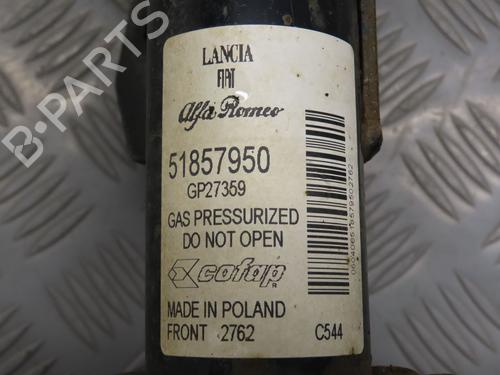 LANCIA
FIAT
Alfa Romeo
51857950
GP27359
GAS PRESSURIZED
DO NOT OPEN
cofap
MADE IN POLAND
FRONT 2762 C544
B-PARTS